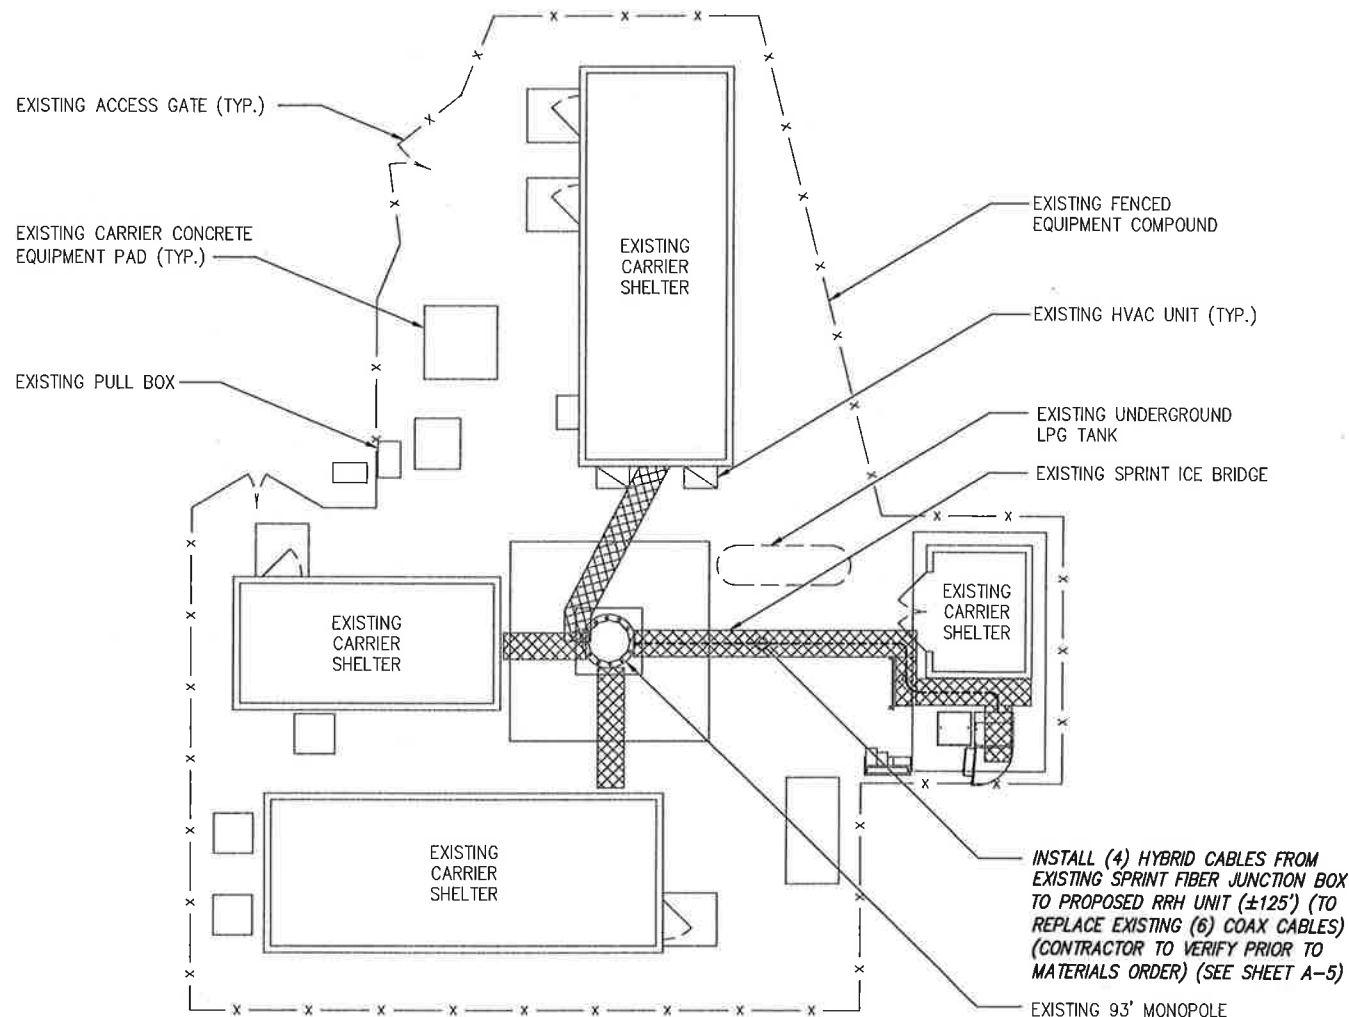 EXISTING ACCESS GATE (TYP.)
EXISTING CARRIER CONCRETE
EQUIPMENT PAD (TYP.)
EXISTING PULL BOX
EXISTING
CARRIER
SHELTER
EXISTING FENCED
EQUIPMENT COMPOUND
EXISTING HVAC UNIT (TYP.)
EXISTING UNDERGROUND
LPG TANK
EXISTING SPRINT ICE BRIDGE
EXISTING
CARRIER
SHELTER
EXISTING
CARRIER
SHELTER
EXISTING
CARRIER
SHELTER
INSTALL (4) HYBRID CABLES FROM
EXISTING SPRINT FIBER JUNCTION BOX
TO PROPOSED RRH UNIT (±125') (TO
REPLACE EXISTING (6) COAX CABLES)
(CONTRACTOR TO VERIFY PRIOR TO
MATERIALS ORDER) (SEE SHEET A-5)
EXISTING 93' MONOPOLE